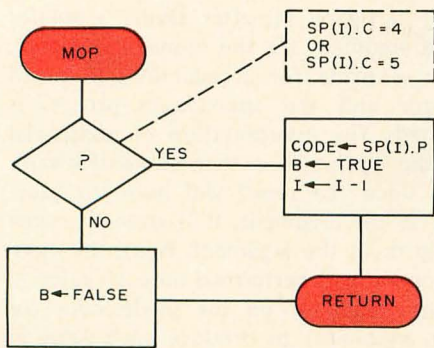 MOP
SP(I).C = 4
OR
SP(I).C = 5
?
YES
NO
CODE ← SP(I).P
B ← TRUE
I ← I - 1
B ← FALSE
RETURN